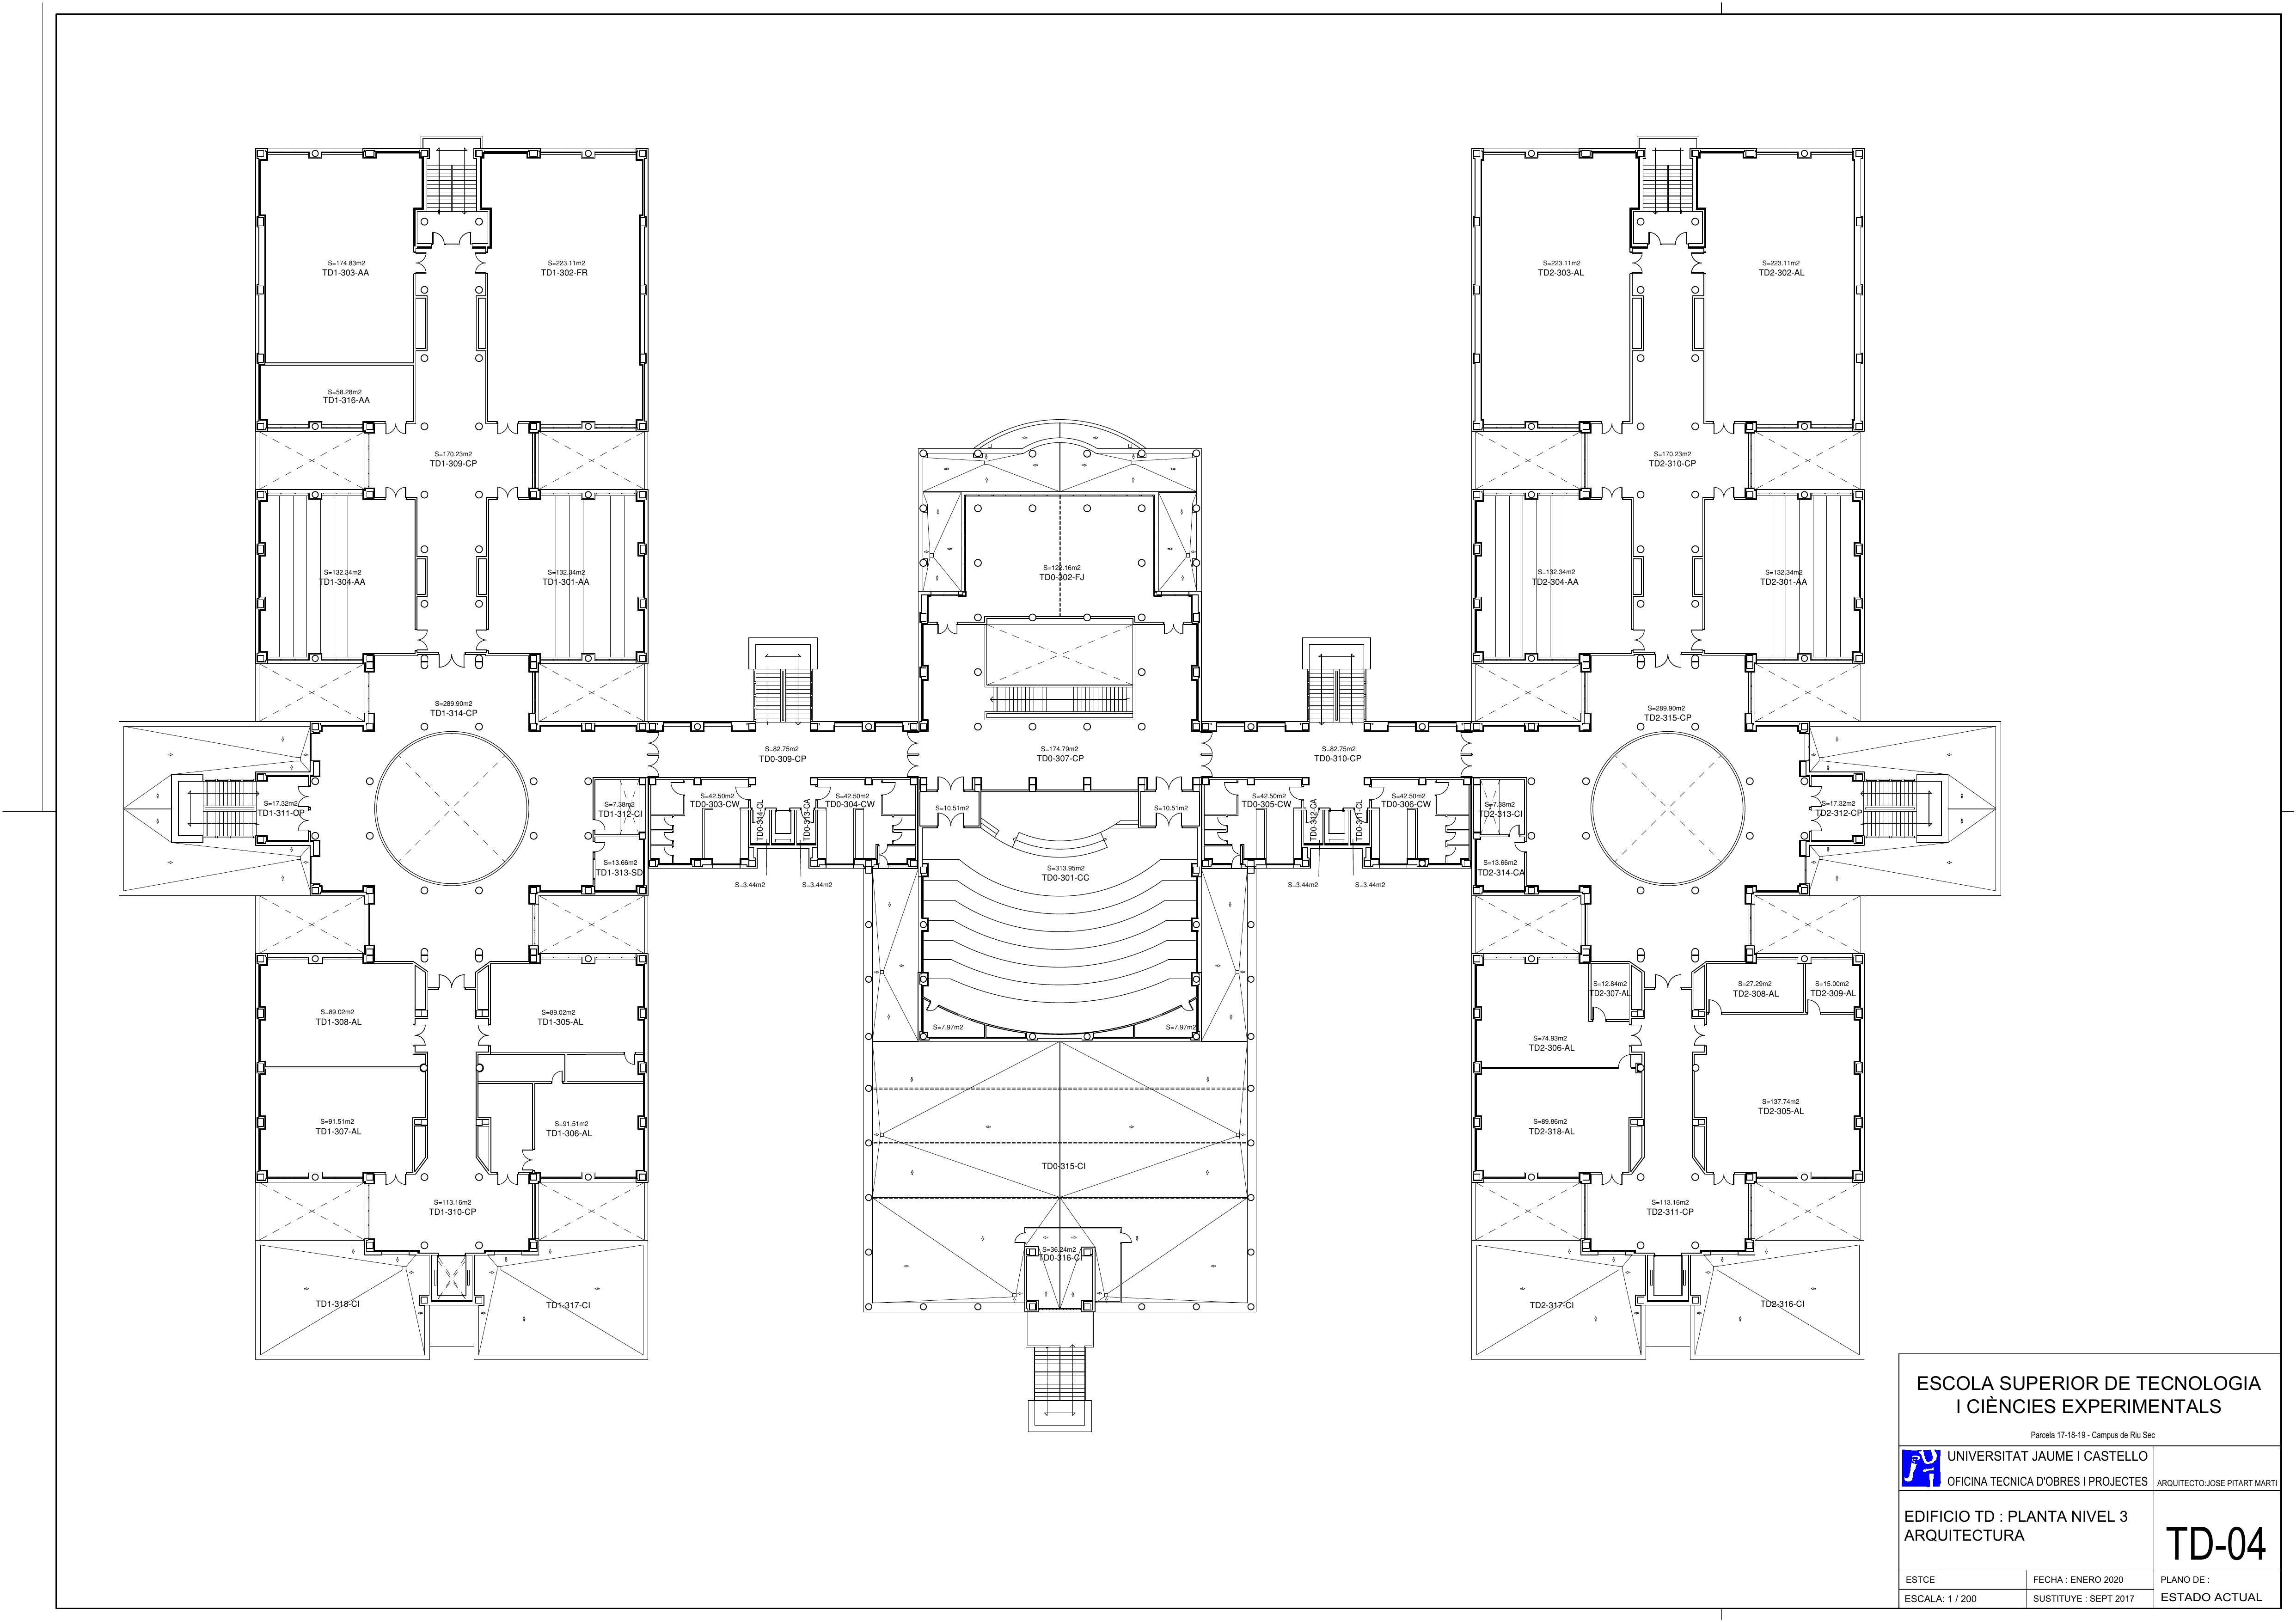 S=174.83m2
TD1-303-AA
S=223.11m2
TD1-302-FR
S=223.11m2
TD2-303-AL
S=223.11m2
TD2-302-AL
S=58.28m2
TD1-316-AA
S=170.23m2
TD1-309-CP
S=170.23m2
TD2-310-CP
S=132.34m2
TD1-304-AA
S=132.34m2
TD1-301-AA
S=122.16m2
TD0-302-FJ
S=132.34m2
TD2-304-AA
S=132.34m2
TD2-301-AA
S=289.90m2
TD1-314-CP
S=289.90m2
TD2-315-CP
S=82.75m2
TD0-309-CP
S=174.79m2
TD0-307-CP
S=82.75m2
TD0-310-CP
S=17.32m2
TD1-311-CP
S=7.38m2
TD1-312-CI
S=42.50m2
TD0-303-CW
TD0-314-CL
TD0-313-CA
S=42.50m2
TD0-304-CW
S=10.51m2
S=10.51m2
S=42.50m2
TD0-305-CW
TD0-312-CA
TD0-311-CL
S=42.50m2
TD0-306-CW
S=7.38m2
TD2-313-CI
S=17.32m2
TD2-312-CP
S=13.66m2
TD1-313-SD
S=3.44m2
S=3.44m2
S=313.95m2
TD0-301-CC
S=3.44m2
S=3.44m2
S=13.66m2
TD2-314-CA
S=89.02m2
TD1-308-AL
S=89.02m2
TD1-305-AL
S=7.97m2
S=7.97m2
S=12.84m2
TD2-307-AL
S=27.29m2
TD2-308-AL
S=15.00m2
TD2-309-AL
S=74.93m2
TD2-306-AL
S=91.51m2
TD1-307-AL
S=91.51m2
TD1-306-AL
S=89.86m2
TD2-318-AL
S=137.74m2
TD2-305-AL
TD0-315-CI
S=113.16m2
TD1-310-CP
S=113.16m2
TD2-311-CP
S=36.24m2
TD0-316-CI
TD1-318-CI
TD1-317-CI
TD2-317-CI
TD2-316-CI
ESCOLA SUPERIOR DE TECNOLOGIA
I CIÈNCIES EXPERIMENTALS
Parcela 17-18-19 - Campus de Riu Sec
UNIVERSITAT JAUME I CASTELLO
OFICINA TECNICA D'OBRES I PROJECTES
ARQUITECTO:JOSE PITART MARTI
EDIFICIO TD : PLANTA NIVEL 3
ARQUITECTURA
TD-04
ESTCE
FECHA : ENERO 2020
PLANO DE :
ESCALA: 1 / 200
SUSTITUYE : SEPT 2017
ESTADO ACTUAL